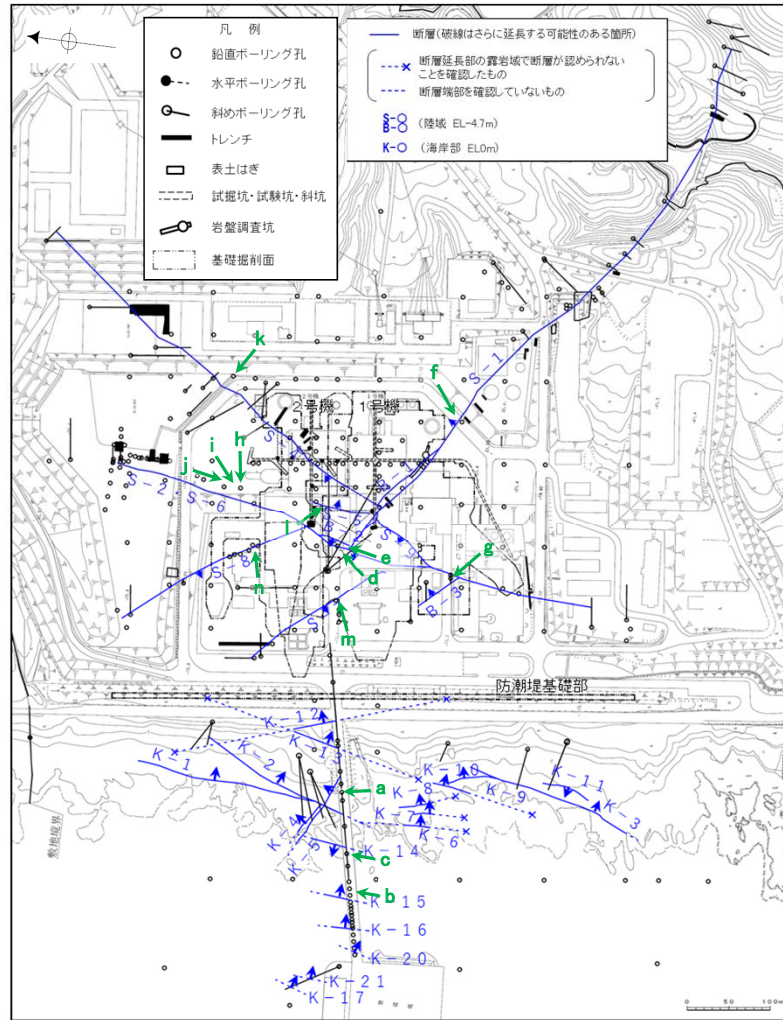 凡 例
鉛直ボーリング孔
水平ボーリング孔
斜めボーリング孔
トレンチ
表土はぎ
試掘坑・試験坑・斜坑
岩盤調査坑
基礎掘削面
断層(破線はさらに延長する可能性のある箇所)
断層延長部の露岩域で断層が認められない
ことを確認したもの
断層端部を確認していないもの
S-○
B-○
(陸域 EL-4.7m)
K-○
(海岸部 EL0m)
k
f
S-1
2号機
1号機
j
i
h
S-2・S-6
B-1
l
B-2
S-9
e
d
g
n
S-8
B-3
m
防潮堤基礎部
K-12
K-13
K-1
K-2
K-10
K-11
a
K-8
K-9
K-3
K-7
K-4
K-6
K-5
K-14
c
敷地境界
b
K-15
K-16
K-20
K-21
K-17
0
50
100m